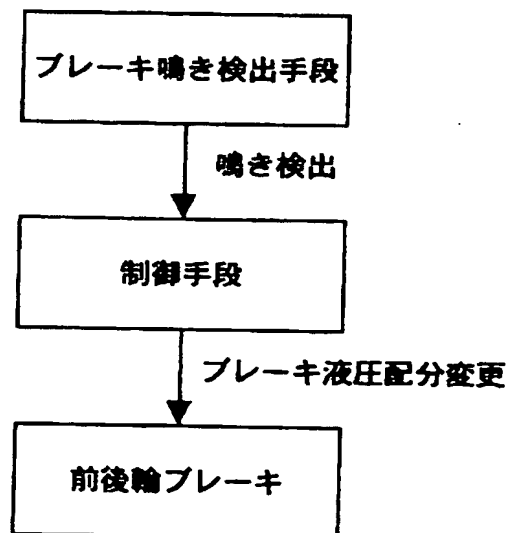 ブレーキ鳴き検出手段
鳴き検出
制御手段
ブレーキ液圧配分変更
前後輪ブレーキ